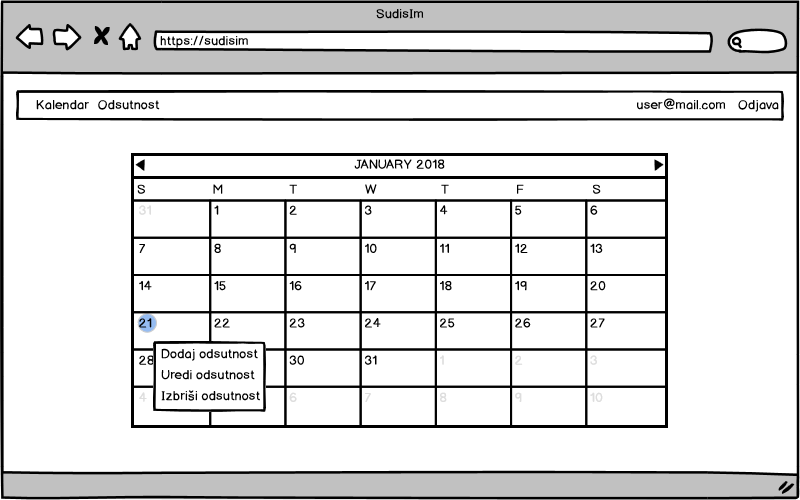 SudisIm
https://sudisim
Kalendar Odsutnost user@mail.com Odjava
JANUARY 2018
S M T W T F S
31 1 2 3 4 5 6
7 8 9 10 11 12 13
14 15 16 17 18 19 20
21 22 23 24 25 26 27
28 30 31 1 2 3
4 6 7 8 9 10
Dodaj odsutnost
Uredi odsutnost
Izbriši odsutnost